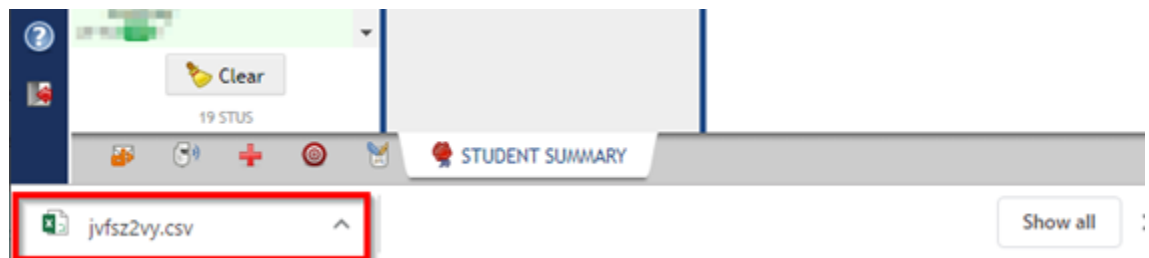 Clear
19 STUS
STUDENT SUMMARY
jvfsz2vy.csv
Show all